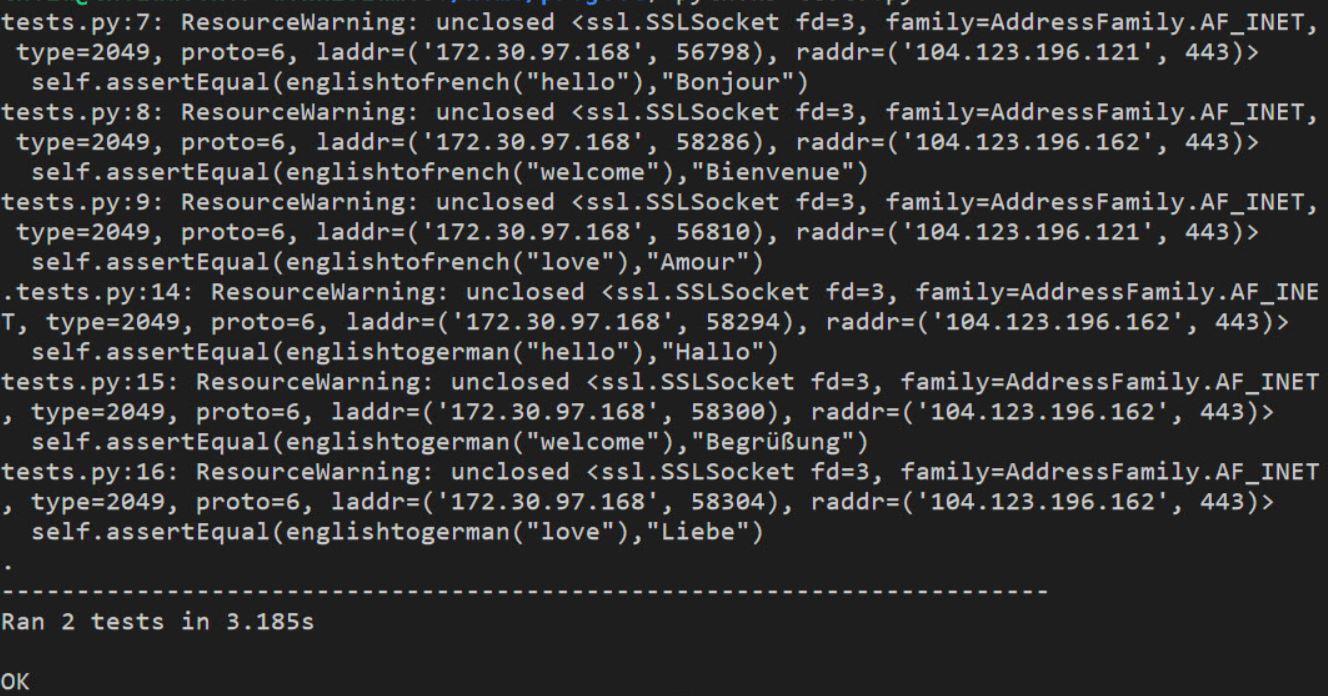 tests.py:7: ResourceWarning: unclosed <ssl.SSLSocket fd=3, family=AddressFamily.AF_INET,
 type=2049, proto=6, laddr=('172.30.97.168', 56798), raddr=('104.123.196.121', 443)>
  self.assertEqual(englishtofrench("hello"),"Bonjour")
tests.py:8: ResourceWarning: unclosed <ssl.SSLSocket fd=3, family=AddressFamily.AF_INET,
 type=2049, proto=6, laddr=('172.30.97.168', 58286), raddr=('104.123.196.162', 443)>
  self.assertEqual(englishtofrench("welcome"),"Bienvenue")
tests.py:9: ResourceWarning: unclosed <ssl.SSLSocket fd=3, family=AddressFamily.AF_INET,
 type=2049, proto=6, laddr=('172.30.97.168', 56810), raddr=('104.123.196.121', 443)>
  self.assertEqual(englishtofrench("love"),"Amour")
.tests.py:14: ResourceWarning: unclosed <ssl.SSLSocket fd=3, family=AddressFamily.AF_INE
T, type=2049, proto=6, laddr=('172.30.97.168', 58294), raddr=('104.123.196.162', 443)>
  self.assertEqual(englishtogerman("hello"),"Hallo")
tests.py:15: ResourceWarning: unclosed <ssl.SSLSocket fd=3, family=AddressFamily.AF_INET
, type=2049, proto=6, laddr=('172.30.97.168', 58300), raddr=('104.123.196.162', 443)>
  self.assertEqual(englishtogerman("welcome"),"Begrüßung")
tests.py:16: ResourceWarning: unclosed <ssl.SSLSocket fd=3, family=AddressFamily.AF_INET
, type=2049, proto=6, laddr=('172.30.97.168', 58304), raddr=('104.123.196.162', 443)>
  self.assertEqual(englishtogerman("love"),"Liebe")
.
----------------------------------------------------------------------
Ran 2 tests in 3.185s
OK